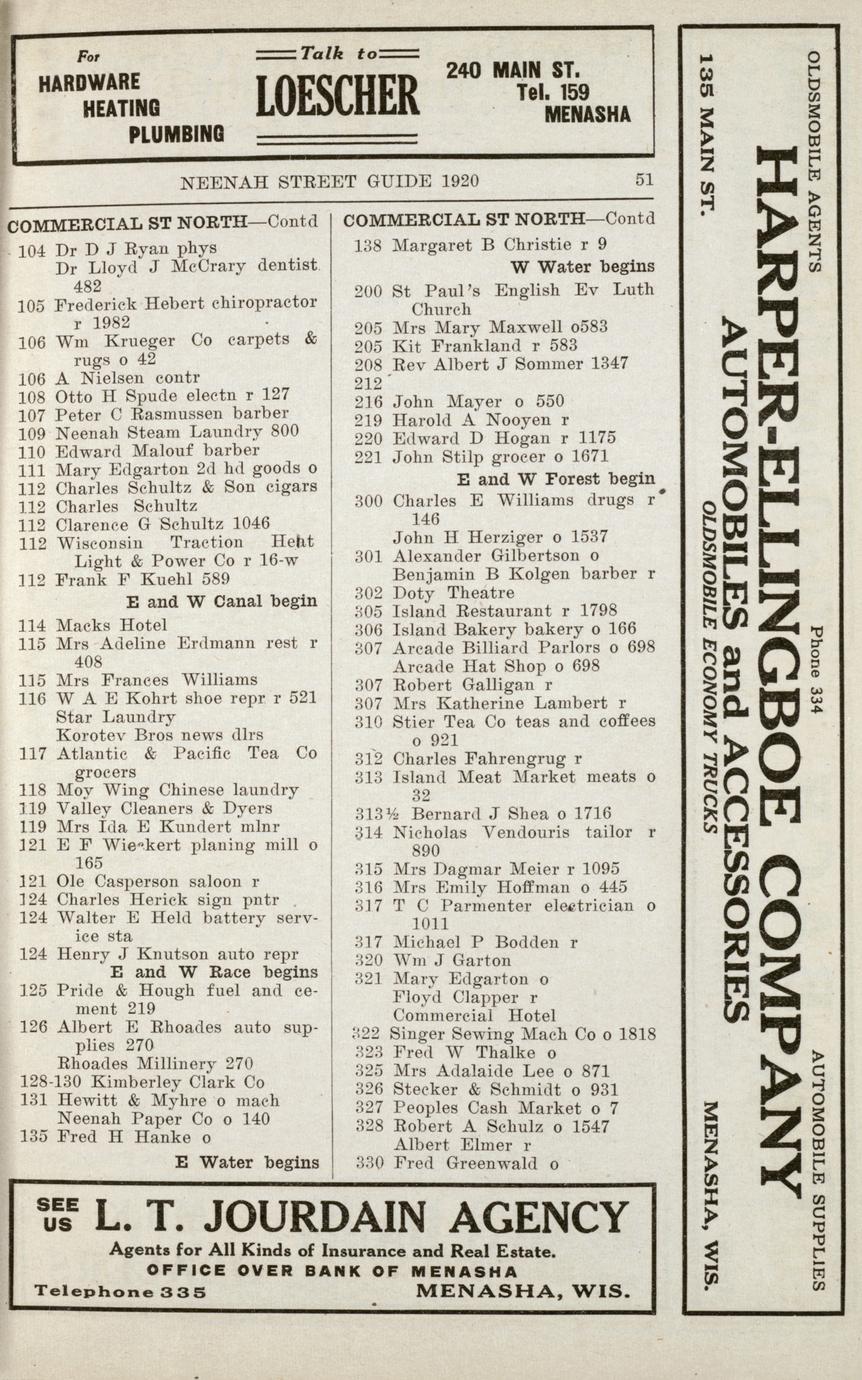 For
HARDWARE
HEATING
PLUMBING
Talk to
LOESCHER
240 MAIN ST.
Tel. 159
MENASHA
NEENAH STREET GUIDE 1920 51
COMMERCIAL ST NORTH—Contd
104 Dr D J Ryan phys
Dr Lloyd J McCrary dentist
482
105 Frederick Hebert chiropractor
r 1982
106 Wm Krueger Co carpets &
rugs o 42
106 A Nielsen contr
108 Otto H Spude electn r 127
107 Peter C Rasmussen barber
109 Neenah Steam Laundry 800
110 Edward Malouf barber
111 Mary Edgarton 2d hd goods o
112 Charles Schultz & Son cigars
112 Charles Schultz
112 Clarence G Schultz 1046
112 Wisconsin Traction Heat
Light & Power Co r 16-w
112 Frank F Kuehl 589
E and W Canal begin
114 Macks Hotel
115 Mrs Adeline Erdmann rest r
408
115 Mrs Frances Williams
116 W A E Kohrt shoe repr r 521
Star Laundry
Korotev Bros news dlrs
117 Atlantic & Pacific Tea Co
grocers
118 Moy Wing Chinese laundry
119 Valley Cleaners & Dyers
119 Mrs Ida E Kundert mlnr
121 E F Wieckert planing mill o
165
121 Ole Casperson saloon r
124 Charles Herick sign pntr
124 Walter E Held battery serv-
ice sta
124 Henry J Knutson auto repr
E and W Race begins
125 Pride & Hough fuel and ce-
ment 219
126 Albert E Rhoades auto sup-
plies 270
Rhoades Millinery 270
128-130 Kimberley Clark Co
131 Hewitt & Myhre o mach
Neenah Paper Co o 140
135 Fred H Hanke o
E Water begins
COMMERCIAL ST NORTH—Contd
138 Margaret B Christie r 9
W Water begins
200 St Paul's English Ev Luth
Church
205 Mrs Mary Maxwell o583
205 Kit Frankland r 583
208 Rev Albert J Sommer 1347
212
216 John Mayer o 550
219 Harold A Nooyen r
220 Edward D Hogan r 1175
221 John Stilp grocer o 1671
E and W Forest begin
300 Charles E Williams drugs r
146
John H Herziger o 1537
301 Alexander Gilbertson o
Benjamin B Kolgen barber r
302 Doty Theatre
305 Island Restaurant r 1798
306 Island Bakery bakery o 166
307 Arcade Billiard Parlors o 698
Arcade Hat Shop o 698
307 Robert Galligan r
307 Mrs Katherine Lambert r
310 Stier Tea Co teas and coffees
o 921
312 Charles Fahrengrug r
313 Island Meat Market meats o
32
313½ Bernard J Shea o 1716
314 Nicholas Vendouris tailor r
890
315 Mrs Dagmar Meier r 1095
316 Mrs Emily Hoffman o 445
317 T C Parmenter electrician o
1011
317 Michael P Bodden r
320 Wm J Garton
321 Mary Edgarton o
Floyd Clapper r
Commercial Hotel
322 Singer Sewing Mach Co o 1818
323 Fred W Thalke o
325 Mrs Adalaide Lee o 871
326 Stecker & Schmidt o 931
327 Peoples Cash Market o 7
328 Robert A Schulz o 1547
Albert Elmer r
330 Fred Greenwald o
SEE US L. T. JOURDAIN AGENCY
Agents for All Kinds of Insurance and Real Estate.
OFFICE OVER BANK OF MENASHA
Telephone 335 MENASHA, WIS.
OLDSMOBILE AGENTS Phone 334 AUTOMOBILE SUPPLIES
HARPER-ELLINGBOE COMPANY
AUTOMOBILES and ACCESSORIES
OLDSMOBILE ECONOMY TRUCKS
135 MAIN ST. MENASHA, WIS.